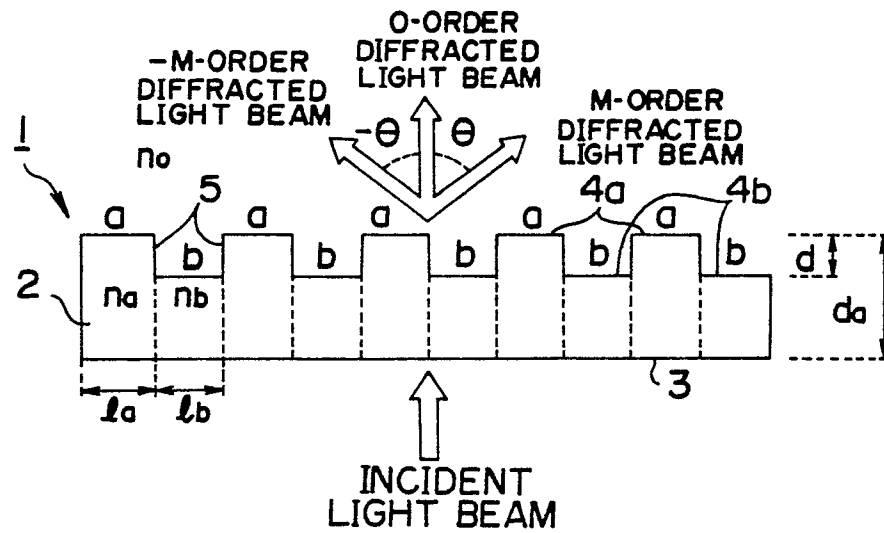 O-ORDER
DIFFRACTED
LIGHT BEAM
-M-ORDER
DIFFRACTED
LIGHT BEAM
M-ORDER
DIFFRACTED
LIGHT BEAM
-θ θ
1
no
5
4a 4b
a a a a a
b b b b b
d
2
na nb
da
la lb
3
INCIDENT
LIGHT BEAM